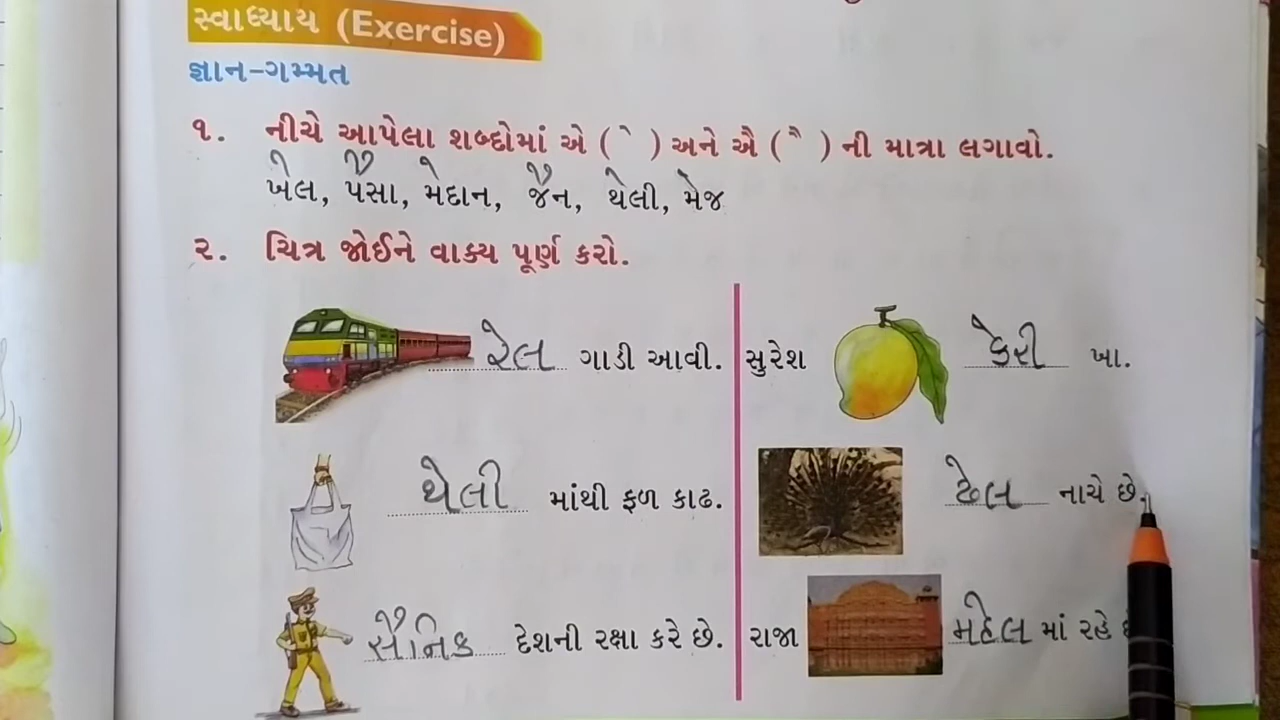 સ્વાધ્યાય (Exercise)
જ્ઞાન-ગમ્મત
૧. નીચે આપેલા શબ્દોમાં એ ( ે ) અને ઐ ( ૈ ) ની માત્રા લગાવો.
ખેલ, પૈસા, મેદાન, જૈન, થેલી, મેજ
૨. ચિત્ર જોઈને વાક્ય પૂર્ણ કરો.
રેલ ગાડી આવી.
સુરેશ કેરી ખા.
થેલી માંથી ફળ કાઢ.
ઢેલ નાચે છે.
સૈનિક દેશની રક્ષા કરે છે.
રાજા મહેલ માં રહે